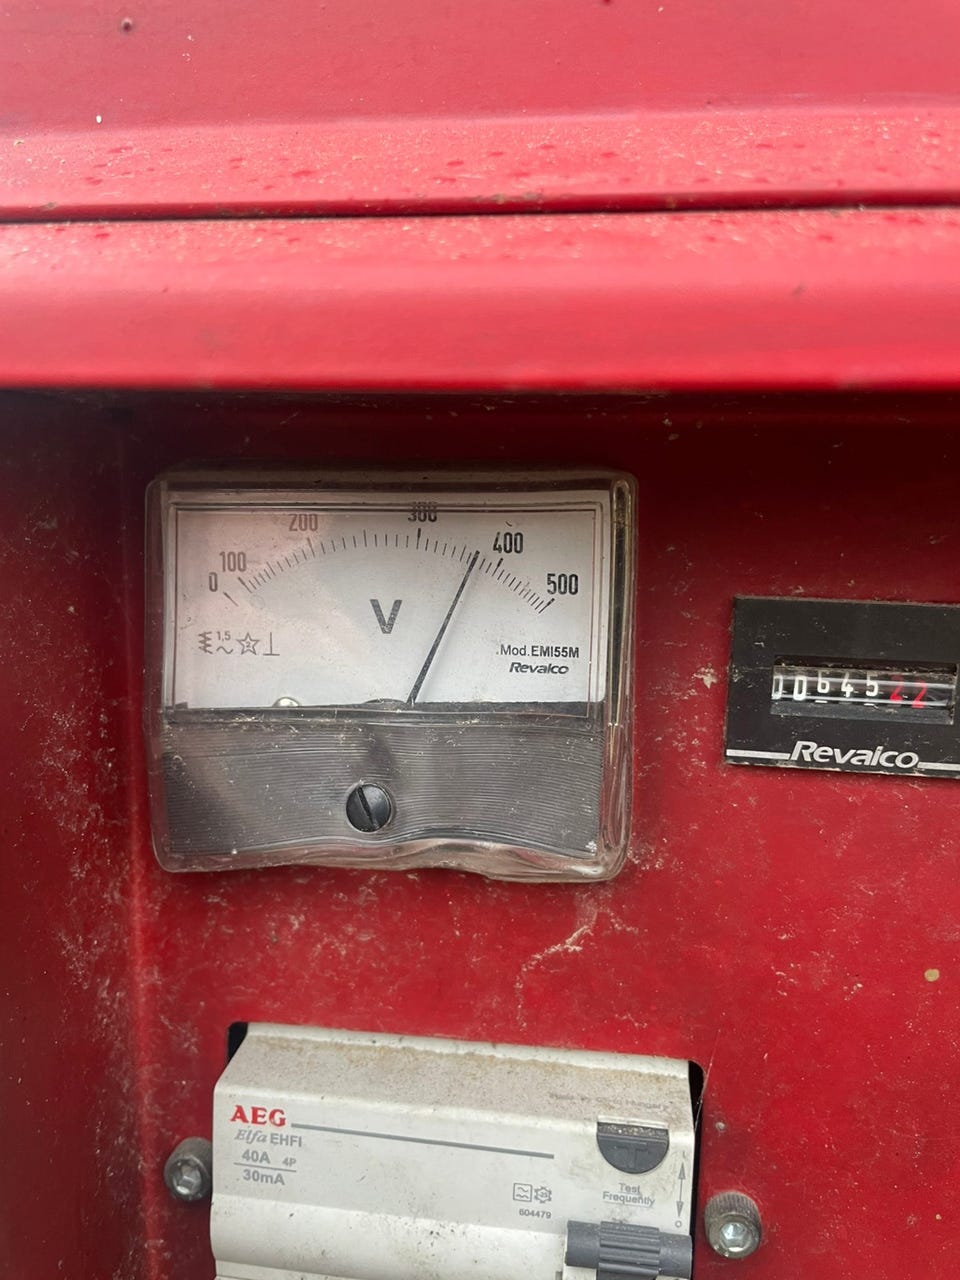 0 100 200 300 400 500
V
1,5
2
Mod.EMI55M
Revalco
0064522
Revalco
AEG
Elfa EHFI
40A 4P
30mA
Test
Frequently
604479